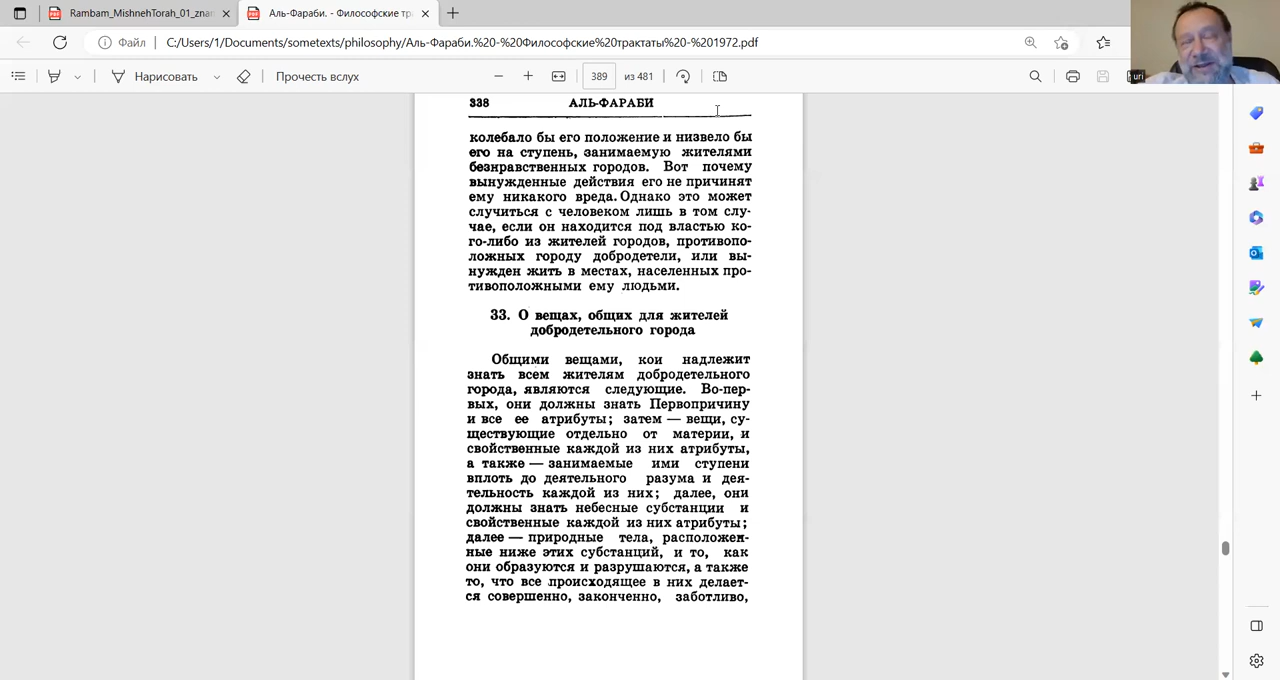 Rambam_MishnehTorah_01_zna
Аль-Фараби. - Философские тр
Файл
C:/Users/1/Documents/sometexts/philosophy/Аль-Фараби.%20-%20Философские%20трактаты%20-%201972.pdf
Нарисовать
Прочесть вслух
389
из 481
uri
338 АЛЬ-ФАРАБИ
колебало бы его положение и низвело бы
его на ступень, занимаемую жителями
безнравственных городов. Вот почему
вынужденные действия его не причинят
ему никакого вреда. Однако это может
случиться с человеком лишь в том слу-
чае, если он находится под властью ко-
го-либо из жителей городов, противопо-
ложных городу добродетели, или вы-
нужден жить в местах, населенных про-
тивоположными ему людьми.
33. О вещах, общих для жителей
добродетельного города
Общими вещами, кои надлежит
знать всем жителям добродетельного
города, являются следующие. Во-пер-
вых, они должны знать Первопричину
и все ее атрибуты; затем — вещи, су-
ществующие отдельно от материи, и
свойственные каждой из них атрибуты,
а также — занимаемые ими ступени
вплоть до деятельного разума и дея-
тельность каждой из них; далее, они
должны знать небесные субстанции и
свойственные каждой из них атрибуты;
далее — природные тела, расположен-
ные ниже этих субстанций, и то, как
они образуются и разрушаются, а также
то, что все происходящее в них делает-
ся совершенно, законченно, заботливо,